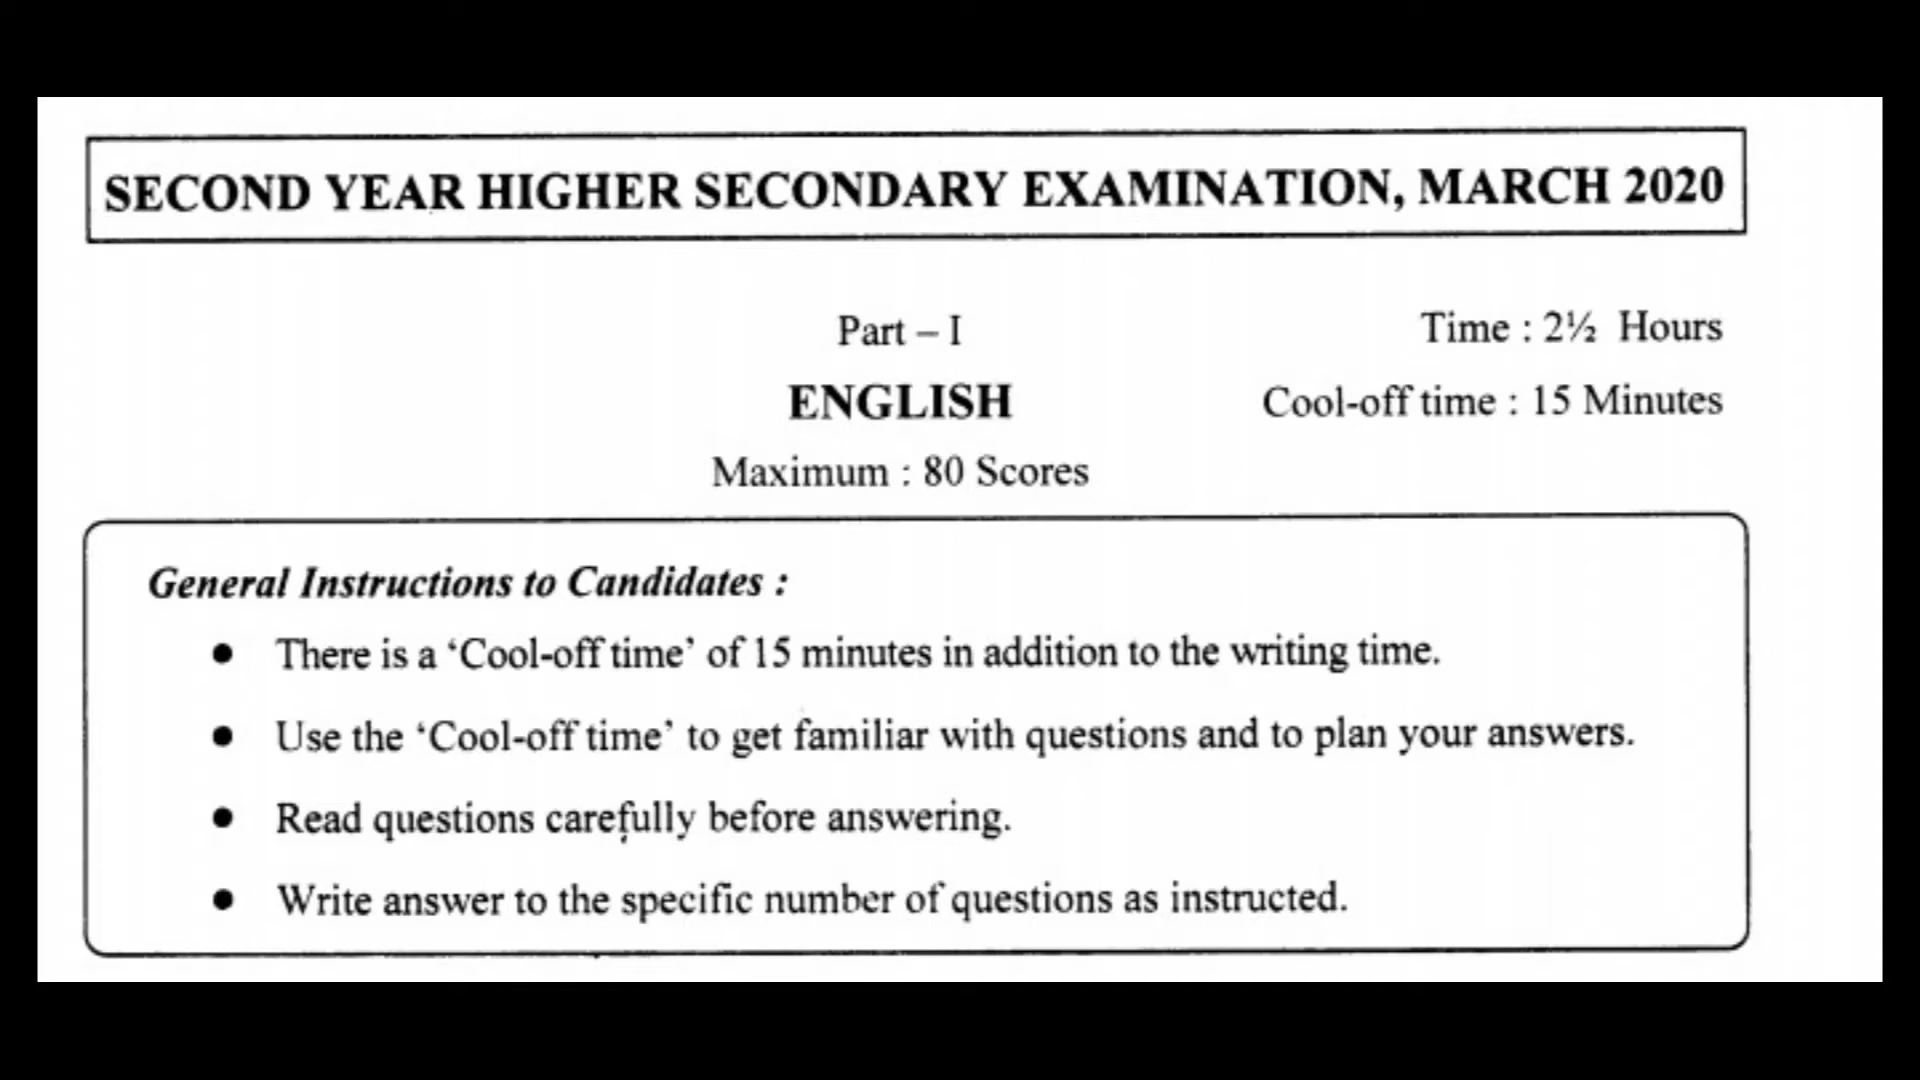 SECOND YEAR HIGHER SECONDARY EXAMINATION, MARCH 2020
Part – I
Time : 2½ Hours
ENGLISH
Cool-off time : 15 Minutes
Maximum : 80 Scores
General Instructions to Candidates :
● There is a ‘Cool-off time’ of 15 minutes in addition to the writing time.
● Use the ‘Cool-off time’ to get familiar with questions and to plan your answers.
● Read questions carefully before answering.
● Write answer to the specific number of questions as instructed.